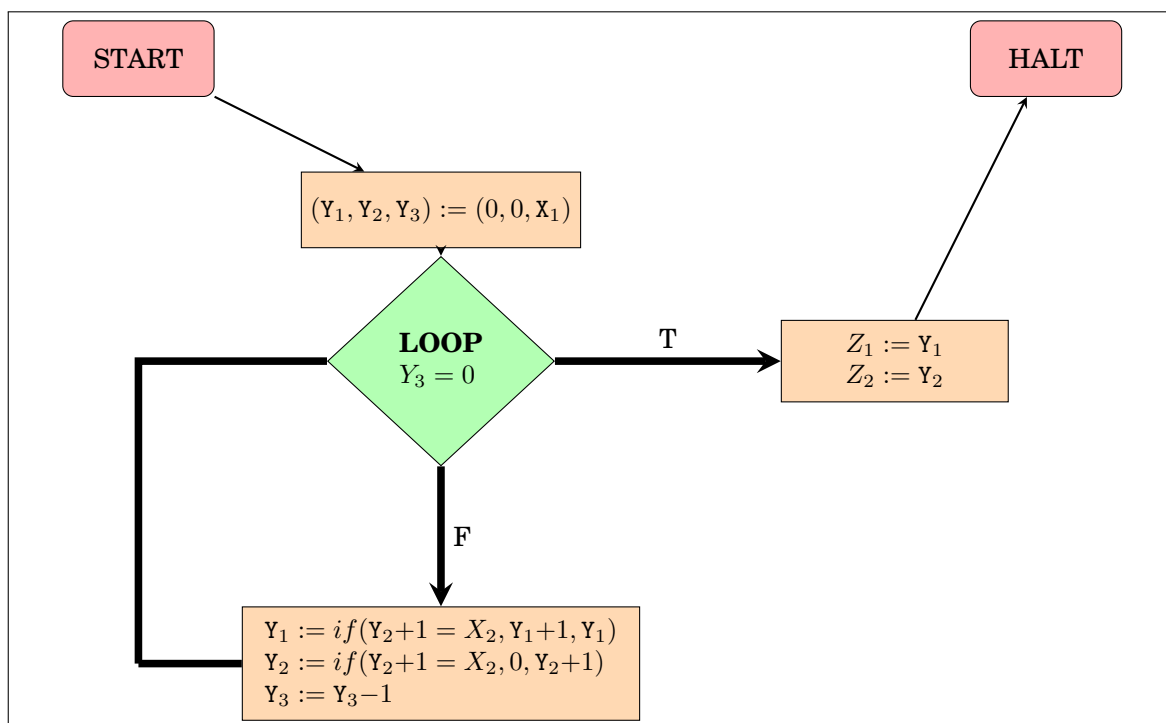 START
HALT
(Y₁, Y₂, Y₃) := (0, 0, X₁)
LOOP
Y₃ = 0
T
Z₁ := Y₁
Z₂ := Y₂
F
Y₁ := if(Y₂+1 = X₂, Y₁+1, Y₁)
Y₂ := if(Y₂+1 = X₂, 0, Y₂+1)
Y₃ := Y₃−1